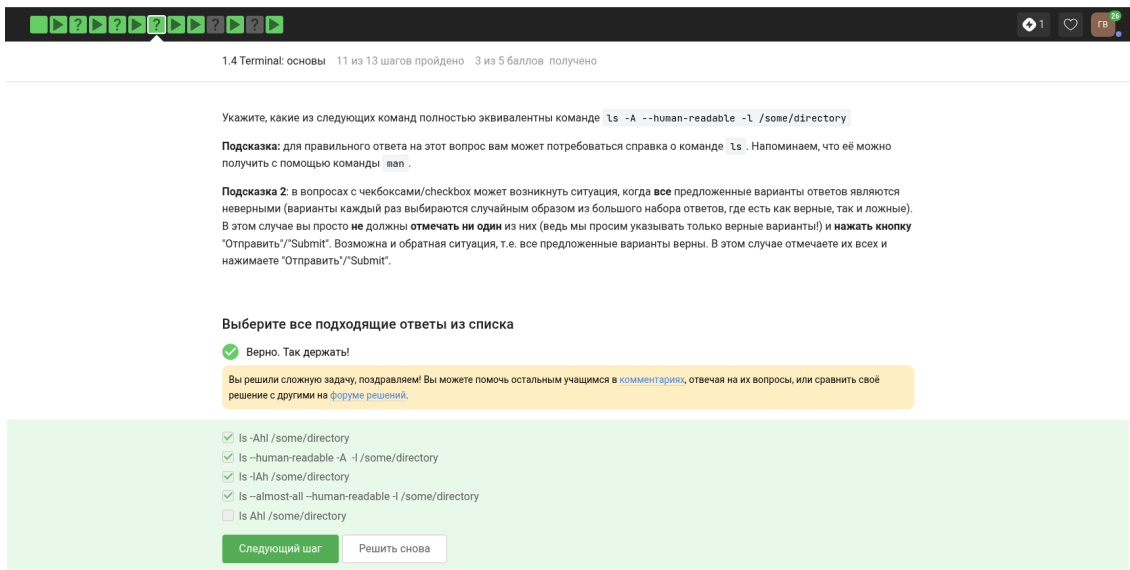 1
ГВ
26
1.4 Terminal: основы 11 из 13 шагов пройдено 3 из 5 баллов получено
Укажите, какие из следующих команд полностью эквивалентны команде ls -A --human-readable -l /some/directory
Подсказка: для правильного ответа на этот вопрос вам может потребоваться справка о команде ls. Напоминаем, что её можно
получить с помощью команды man.
Подсказка 2: в вопросах с чекбоксами/checkbox может возникнуть ситуация, когда все предложенные варианты ответов являются
неверными (варианты каждый раз выбираются случайным образом из большого набора ответов, где есть как верные, так и ложные).
В этом случае вы просто не должны отмечать ни один из них (ведь мы просим указывать только верные варианты!) и нажать кнопку
"Отправить"/"Submit". Возможна и обратная ситуация, т.е. все предложенные варианты верны. В этом случае отмечаете их всех и
нажимаете "Отправить"/"Submit".
Выберите все подходящие ответы из списка
Верно. Так держать!
Вы решили сложную задачу, поздравляем! Вы можете помочь остальным учащимся в комментариях, отвечая на их вопросы, или сравнить своё
решение с другими на форуме решений.
ls -Ahl /some/directory
ls --human-readable -A -l /some/directory
ls -lAh /some/directory
ls --almost-all --human-readable -l /some/directory
ls Ahl /some/directory
Следующий шаг Решить снова